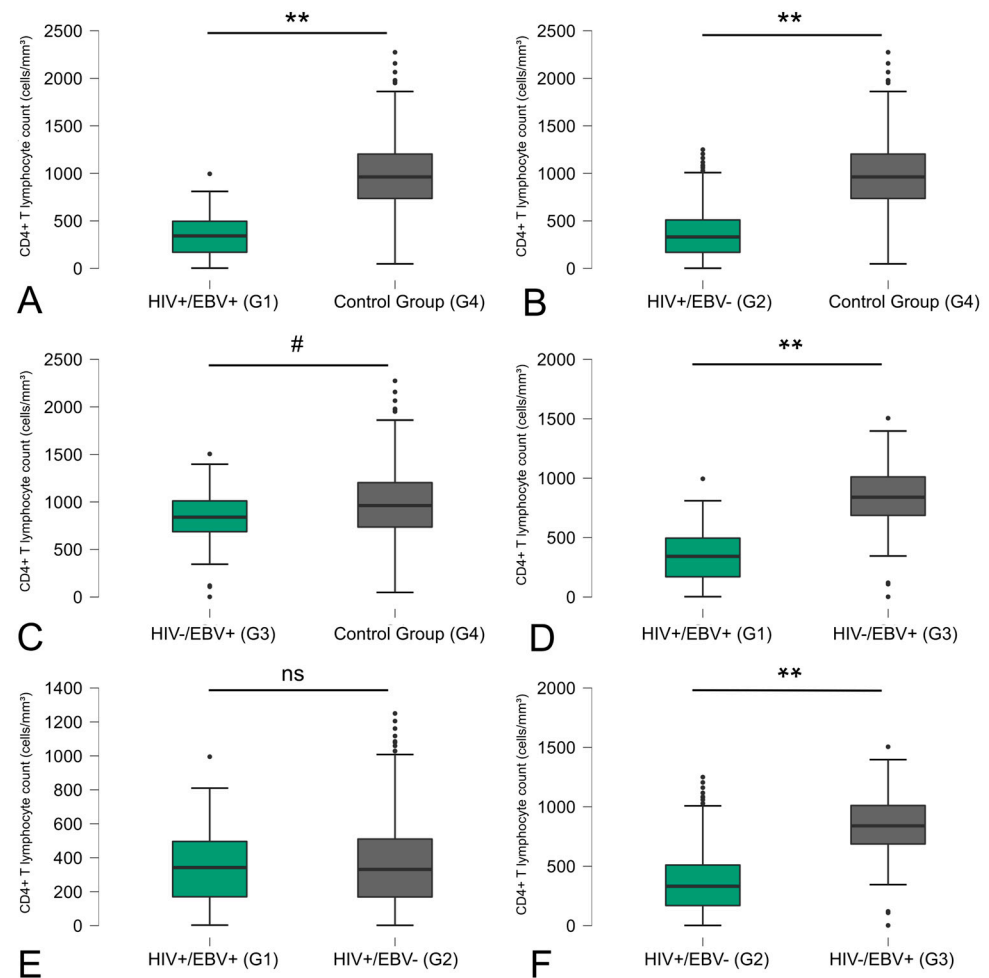 **
CD4+ T lymphocyte count (cells/mm³)
2500
2000
1500
1000
500
0
HIV+/EBV+ (G1)
Control Group (G4)
A
**
CD4+ T lymphocyte count (cells/mm³)
2500
2000
1500
1000
500
0
HIV+/EBV- (G2)
Control Group (G4)
B
#
CD4+ T lymphocyte count (cells/mm³)
2500
2000
1500
1000
500
0
HIV-/EBV+ (G3)
Control Group (G4)
C
**
CD4+ T lymphocyte count (cells/mm³)
2000
1500
1000
500
0
HIV+/EBV+ (G1)
HIV-/EBV+ (G3)
D
ns
CD4+ T lymphocyte count (cells/mm³)
1400
1200
1000
800
600
400
200
0
HIV+/EBV+ (G1)
HIV+/EBV- (G2)
E
**
CD4+ T lymphocyte count (cells/mm³)
2000
1500
1000
500
0
HIV+/EBV- (G2)
HIV-/EBV+ (G3)
F